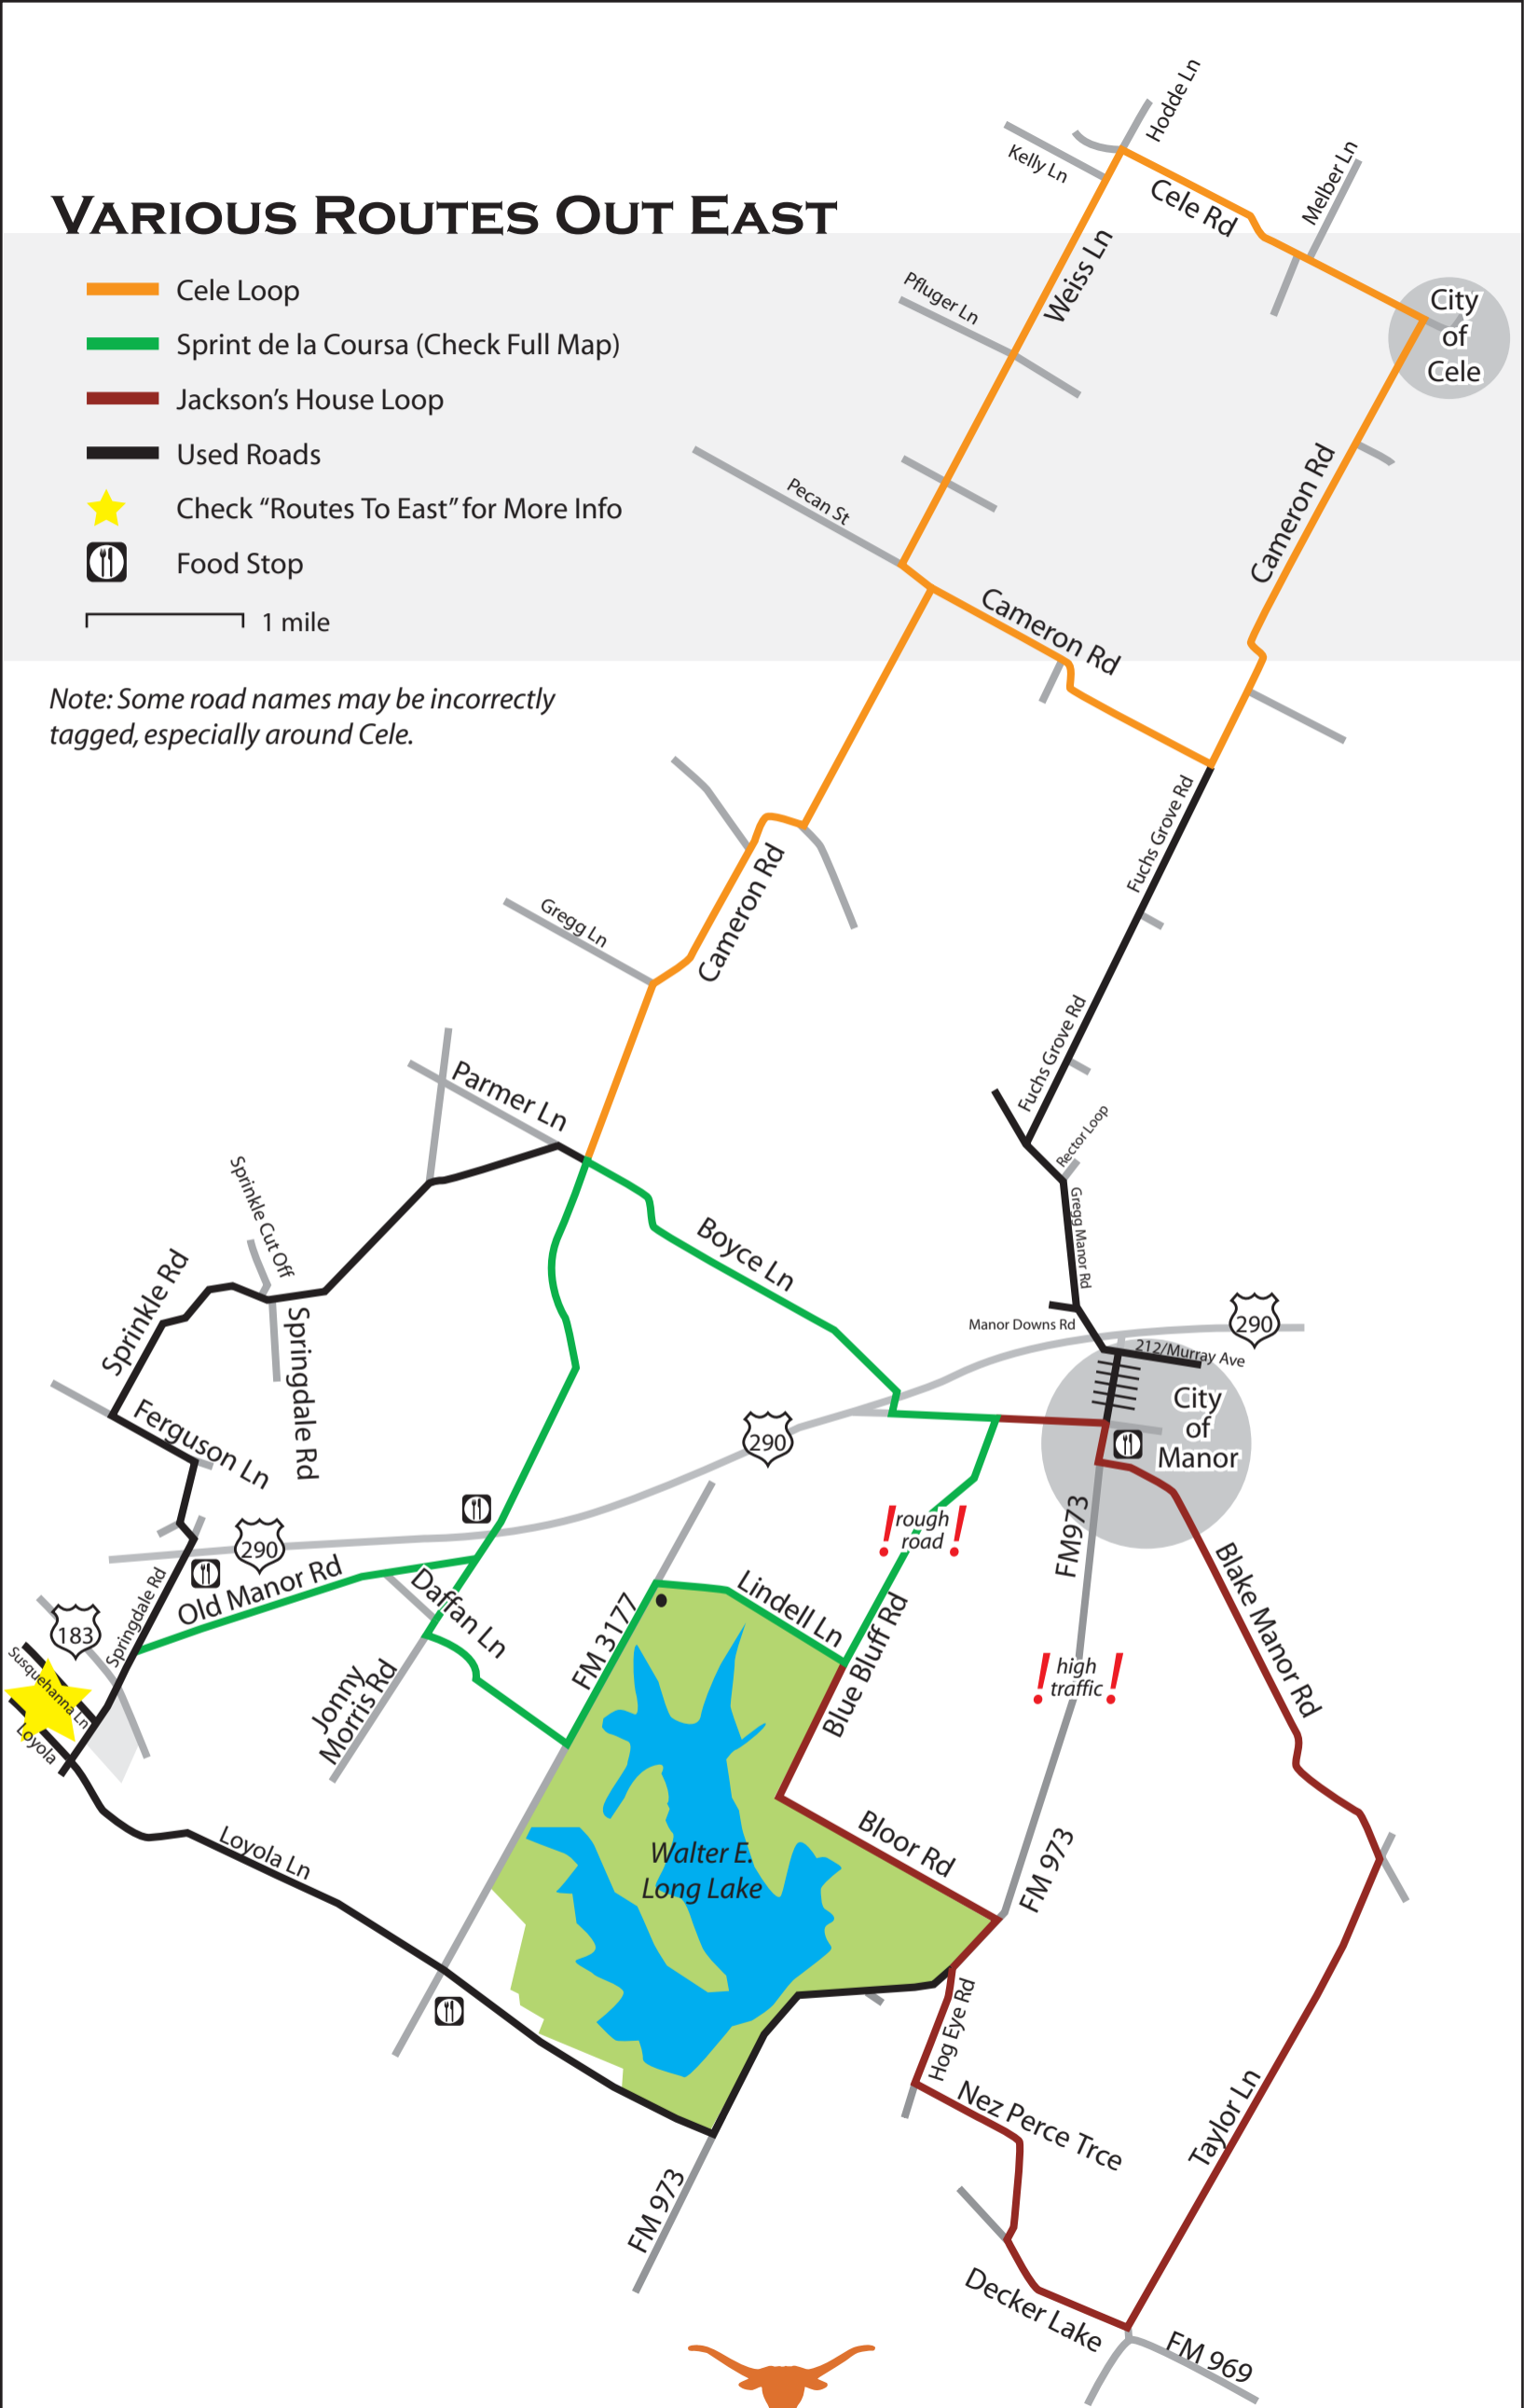 Hodde Ln
Kelly Ln
Melber Ln
Cele Rd
VARIOUS ROUTES OUT EAST
Weiss Ln
Pfluger Ln
City
of
Cele
Cele Loop
Sprint de la Coursa (Check Full Map)
Jackson's House Loop
Used Roads
Check "Routes To East" for More Info
Food Stop
1 mile
Pecan St
Cameron Rd
Cameron Rd
Note: Some road names may be incorrectly
tagged, especially around Cele.
Fuchs Grove Rd
Cameron Rd
Gregg Ln
Fuchs Grove Rd
Parmer Ln
Rector Loop
Sprinkle Cut Off
Gregg Manor Rd
Boyce Ln
Sprinkle Rd
Springdale Rd
Manor Downs Rd
290
212/Murray Ave
Ferguson Ln
City
of
Manor
290
FM973
! rough !
road
290
Old Manor Rd
Daffan Ln
Springdale Rd
183
Susquehanna Ln
Loyola
Lindell Ln
FM 3177
Blue Bluff Rd
Blake Manor Rd
! high !
traffic
Jonny
Morris Rd
Loyola Ln
Walter E.
Long Lake
Bloor Rd
FM 973
Hog Eye Rd
Nez Perce Trce
Taylor Ln
FM 973
Decker Lake
FM 969